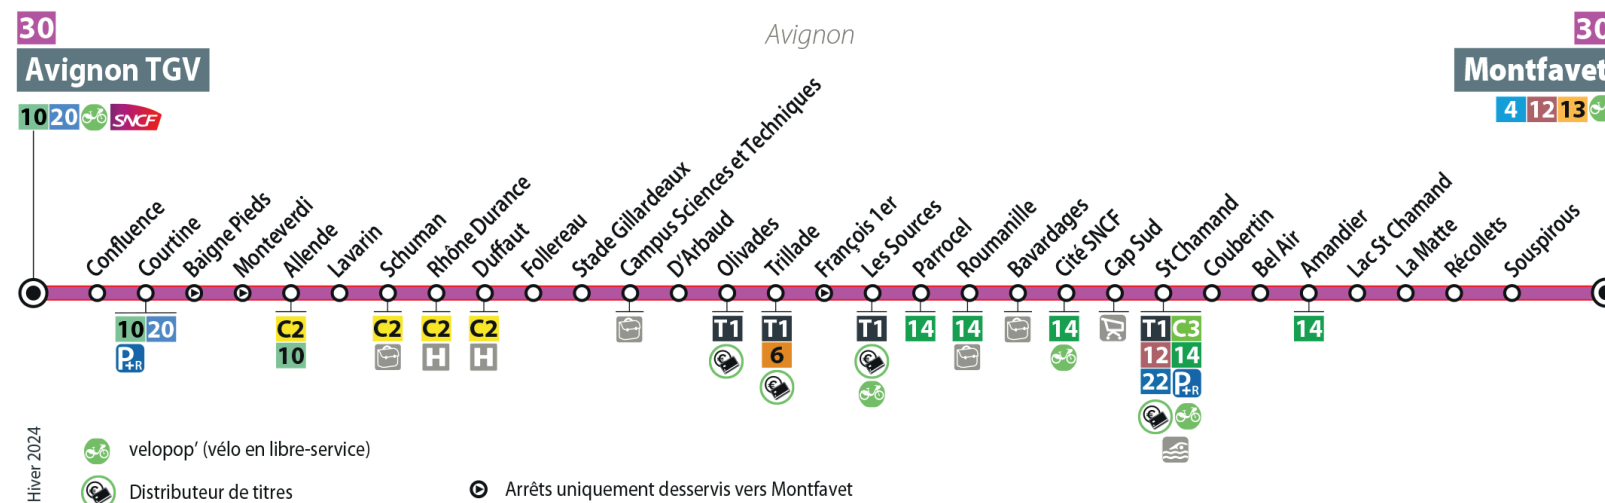 30
Avignon TGV
10 20 SNCF
Avignon
30
Montfavet
4 12 13
Confluence
Courtine
Baigne Pieds
Monteverdi
Allende
Lavarin
Schuman
Rhône Durance
Duffaut
Follereau
Stade Gillardeaux
Campus Sciences et Techniques
D'Arbaud
Olivades
Trillade
François 1er
Les Sources
Parrocel
Roumanille
Bavardages
Cité SNCF
Cap Sud
St Chamand
Coubertin
Bel Air
Amandier
Lac St Chamand
La Matte
Récollets
Souspirous
10 20
P+R
C2
10
C2
C2
H
C2
H
T1
€
T1
6
€
T1
€
14
14
14
T1 C3
12 14
22 P+R
€
14
Hiver 2024
velopop' (vélo en libre-service)
€ Distributeur de titres
Arrêts uniquement desservis vers Montfavet